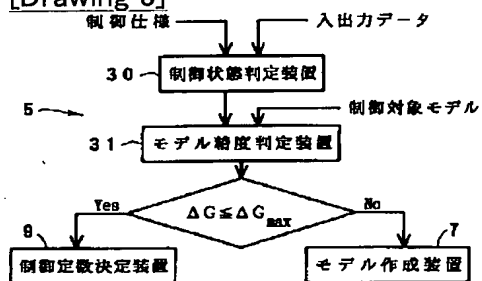 [Drawing 6]
制御仕様 入出力データ
30 制御状態判定装置
5 制御対象モデル
31 モデル精度判定装置
Yes ΔG≦ΔGmax No
9 7
制御定数決定装置 モデル作成装置